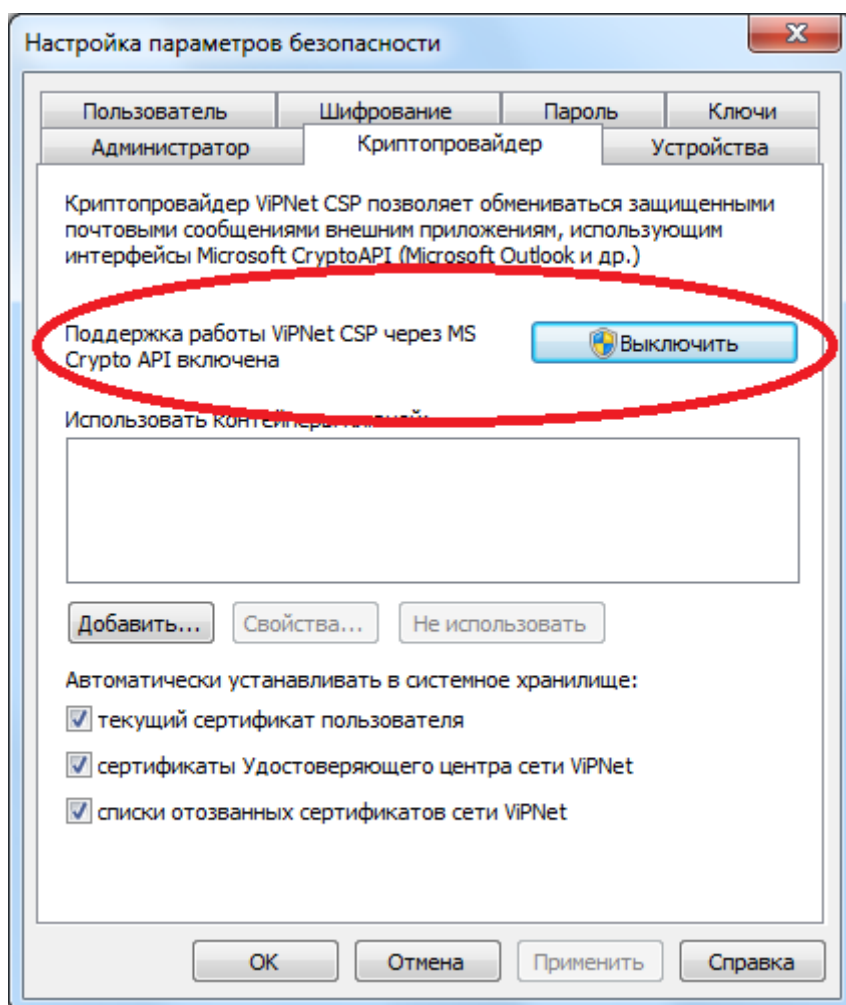 Настройка параметров безопасности
Пользователь
Шифрование
Пароль
Ключи
Администратор
Криптопровайдер
Устройства
Криптопровайдер ViPNet CSP позволяет обмениваться защищенными
почтовыми сообщениями внешним приложениям, использующим
интерфейсы Microsoft CryptoAPI (Microsoft Outlook и др.)
Поддержка работы ViPNet CSP через MS
Crypto API включена
Выключить
Использовать
Добавить...
Свойства...
Не использовать
Автоматически устанавливать в системное хранилище:
текущий сертификат пользователя
сертификаты Удостоверяющего центра сети ViPNet
списки отозванных сертификатов сети ViPNet
OK
Отмена
Применить
Справка